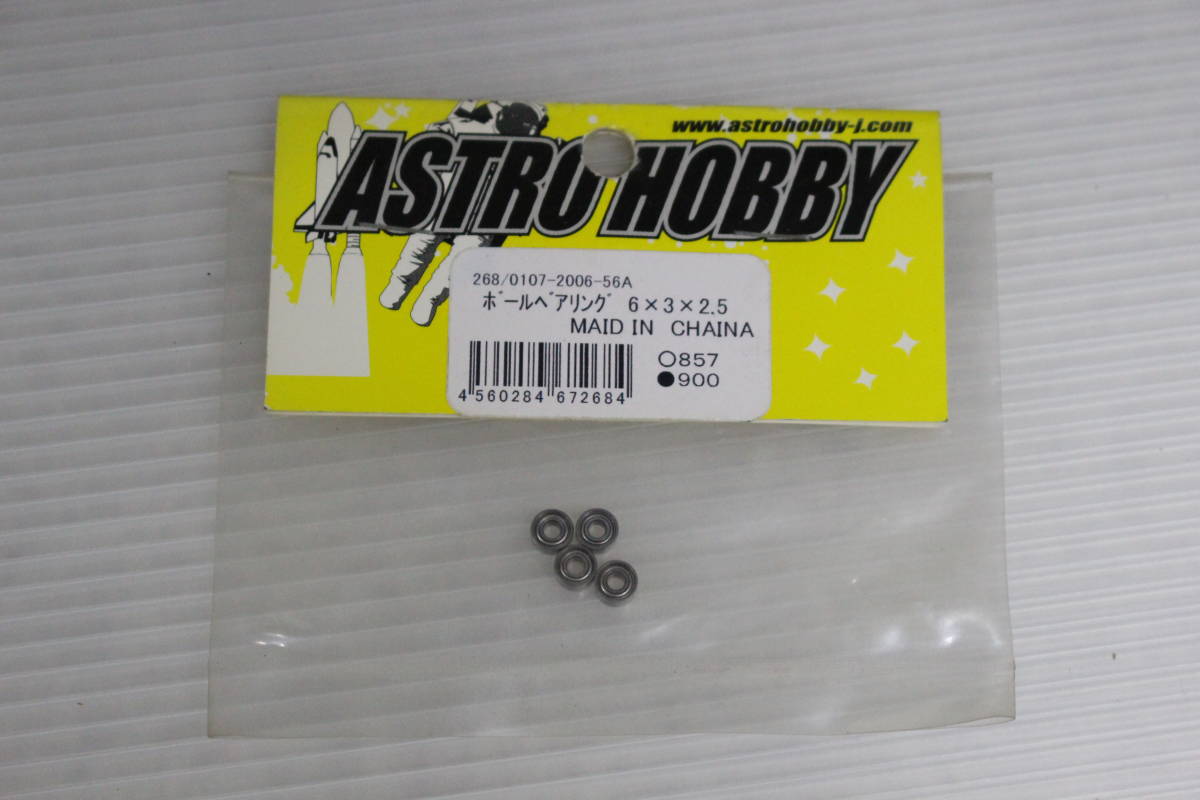 www.astrohobby-j.com
ASTRO HOBBY
268/0107-2006-56A
ﾎﾞｰﾙﾍﾞｱﾘﾝｸﾞ 6×3×2.5
MAID IN CHAINA
○857
●900
4 560284 672684